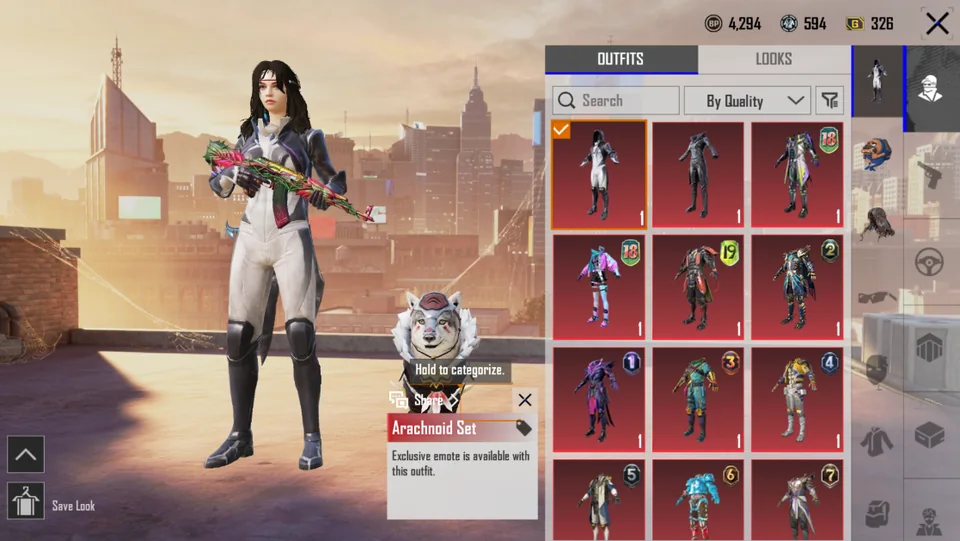 4,294
594
326
OUTFITS
LOOKS
Search
By Quality
1
1
18
1
18
1
19
1
2
1
1
1
3
1
4
1
5
6
7
Hold to categorize.
Share
Arachnoid Set
Exclusive emote is available with
this outfit.
Save Look